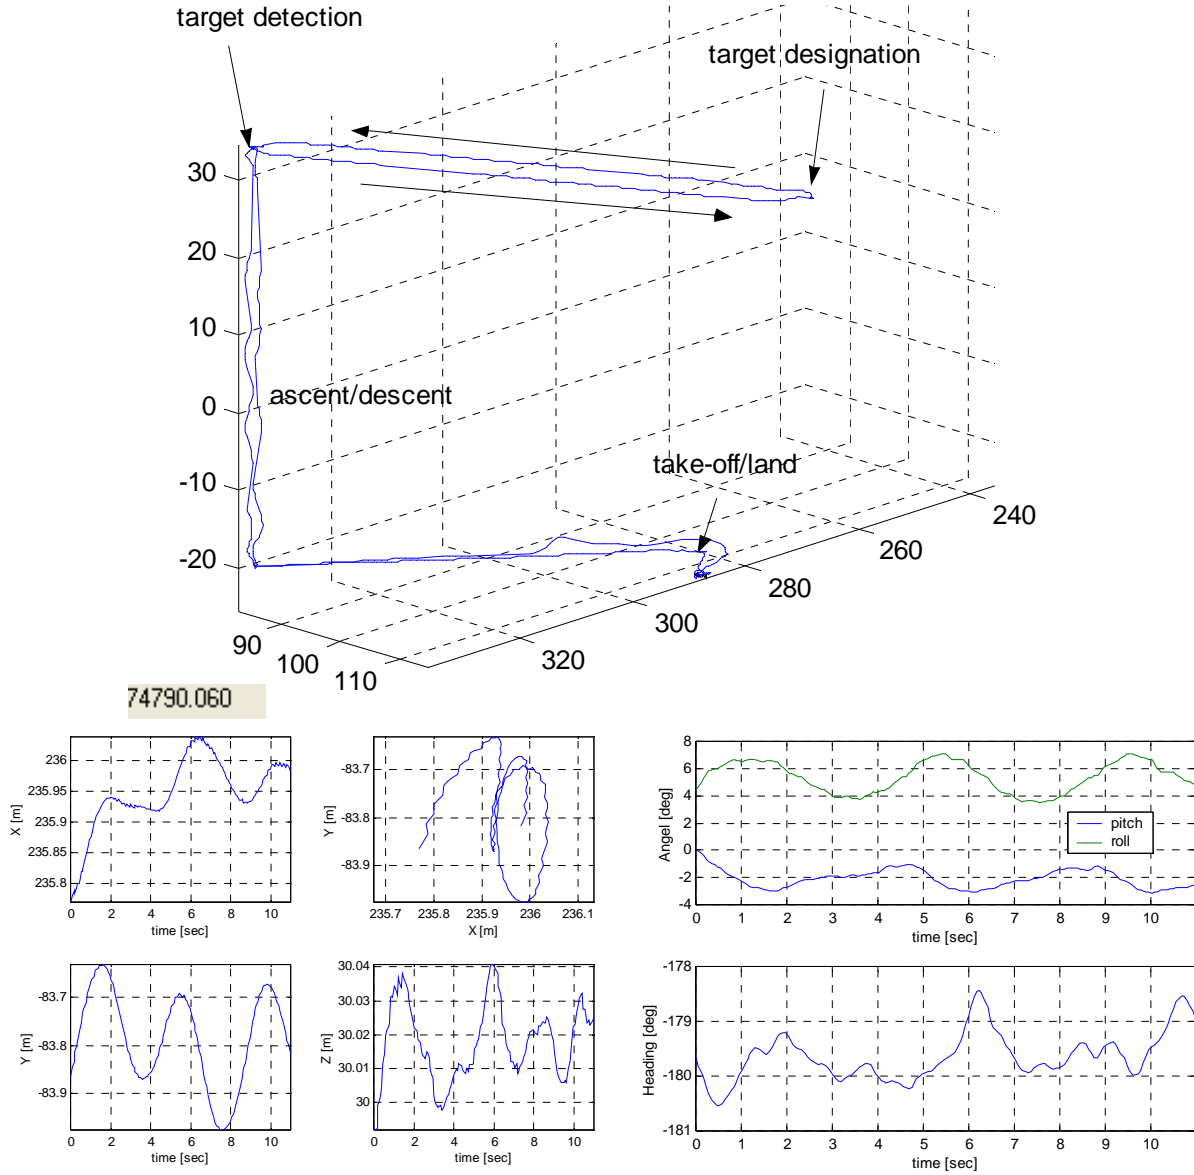 target detection
target designation
30
20
10
0
-10
-20
ascent/descent
take-off/land
240
260
280
300
320
90
100
110
74790.060
236
235.95
235.9
235.85
235.8
X [m]
0 2 4 6 8 10
time [sec]
-83.7
-83.8
-83.9
Y [m]
235.7 235.8 235.9 236 236.1
X [m]
8
6
4
2
0
-2
-4
Angel [deg]
pitch
roll
0 1 2 3 4 5 6 7 8 9 10
time [sec]
-83.7
-83.8
-83.9
Y [m]
0 2 4 6 8 10
time [sec]
30.04
30.03
30.02
30.01
30
Z [m]
0 2 4 6 8 10
time [sec]
-178
-179
-180
-181
Heading [deg]
0 1 2 3 4 5 6 7 8 9 10
time [sec]